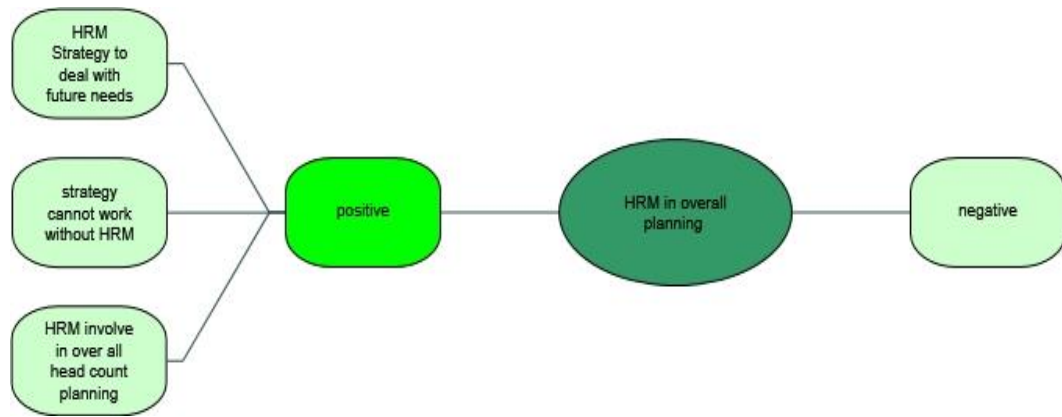 HRM
Strategy to
deal with
future needs
strategy
cannot work
without HRM
HRM involve
in over all
head count
planning
positive
HRM in overall
planning
negative